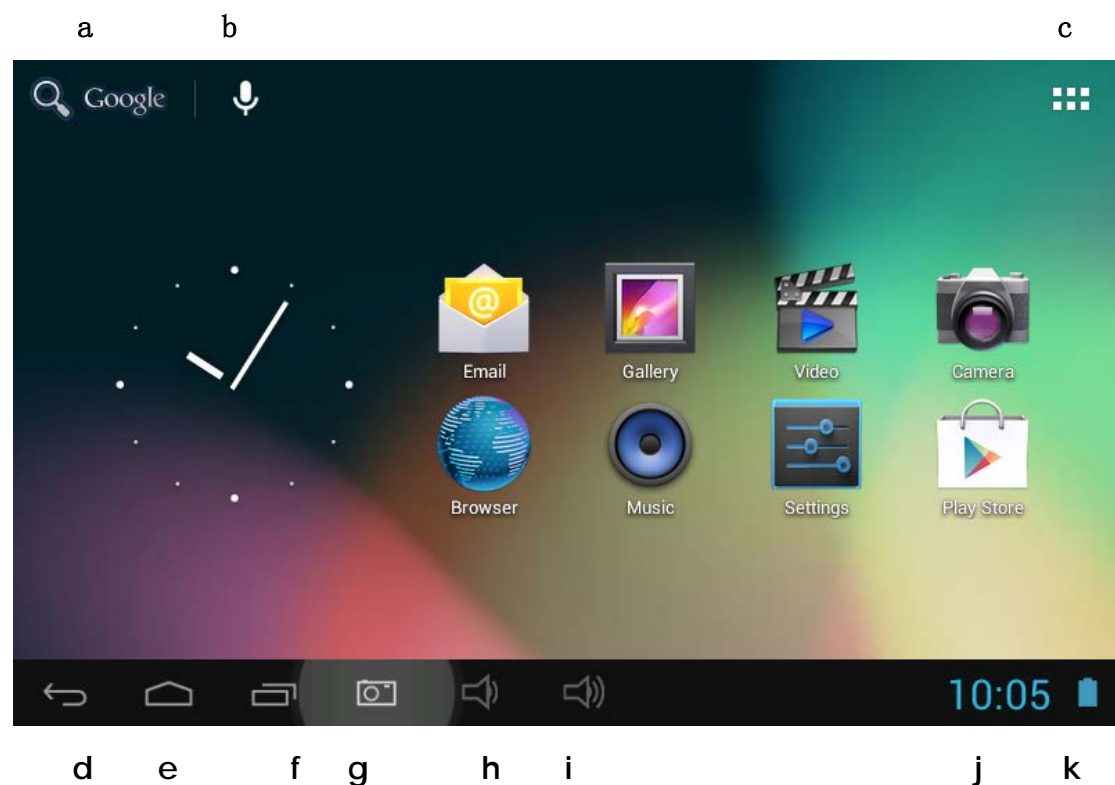 a b c
Google
Email Gallery Video Camera
Browser Music Settings Play Store
10:05
d e f g h i j k